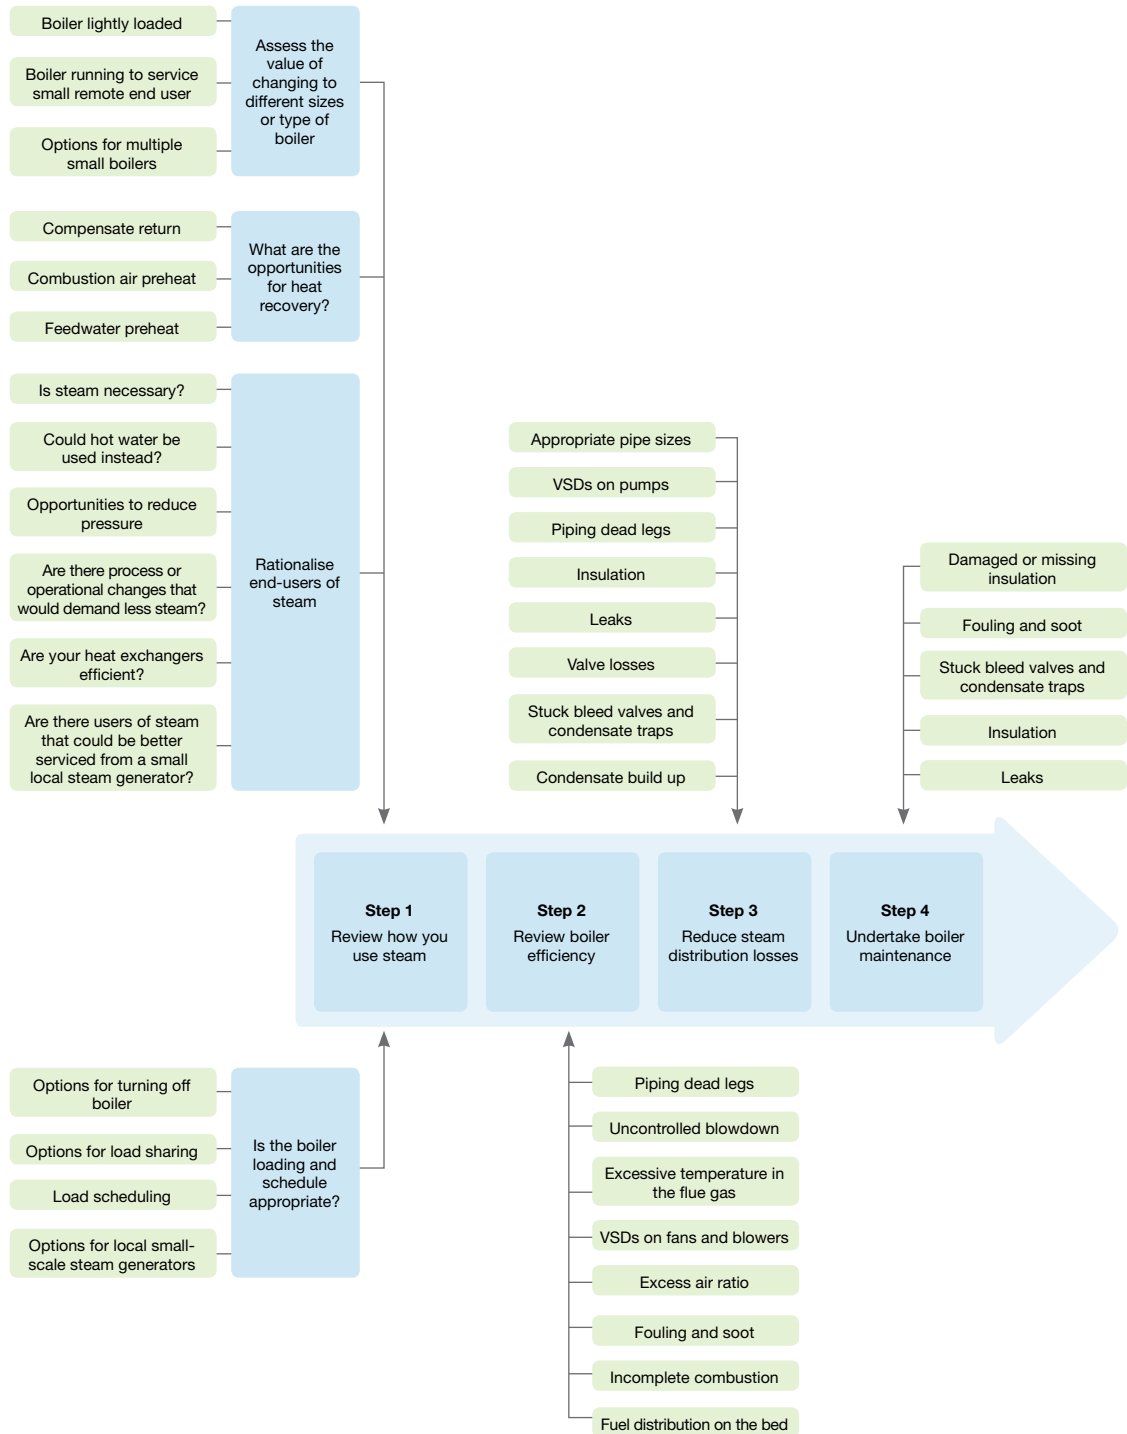 Boiler lightly loaded
Boiler running to service
small remote end user
Options for multiple
small boilers
Assess the
value of
changing to
different sizes
or type of
boiler
Compensate return
Combustion air preheat
Feedwater preheat
What are the
opportunities
for heat
recovery?
Is steam necessary?
Could hot water be
used instead?
Opportunities to reduce
pressure
Are there process or
operational changes that
would demand less steam?
Are your heat exchangers
efficient?
Are there users of steam
that could be better
serviced from a small
local steam generator?
Rationalise
end-users of
steam
Appropriate pipe sizes
VSDs on pumps
Piping dead legs
Insulation
Leaks
Valve losses
Stuck bleed valves and
condensate traps
Condensate build up
Damaged or missing
insulation
Fouling and soot
Stuck bleed valves and
condensate traps
Insulation
Leaks
Step 1
Review how you
use steam
Step 2
Review boiler
efficiency
Step 3
Reduce steam
distribution losses
Step 4
Undertake boiler
maintenance
Options for turning off
boiler
Options for load sharing
Load scheduling
Options for local small-
scale steam generators
Is the boiler
loading and
schedule
appropriate?
Piping dead legs
Uncontrolled blowdown
Excessive temperature in
the flue gas
VSDs on fans and blowers
Excess air ratio
Fouling and soot
Incomplete combustion
Fuel distribution on the bed